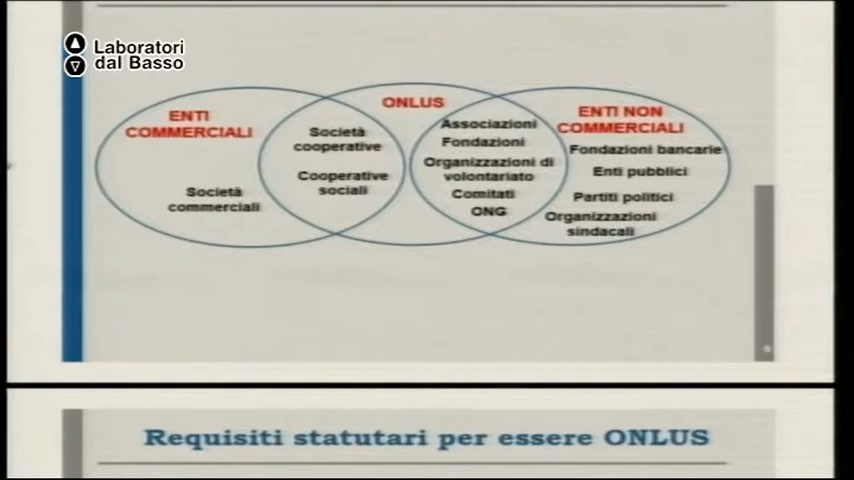 Laboratori
dal Basso
ENTI
COMMERCIALI
Società
commerciali
Società
cooperative
Cooperative
sociali
ONLUS
Associazioni
Fondazioni
Organizzazioni di
volontariato
Comitati
ONG
ENTI NON
COMMERCIALI
Fondazioni bancarie
Enti pubblici
Partiti politici
Organizzazioni
sindacali
Requisiti statutari per essere ONLUS